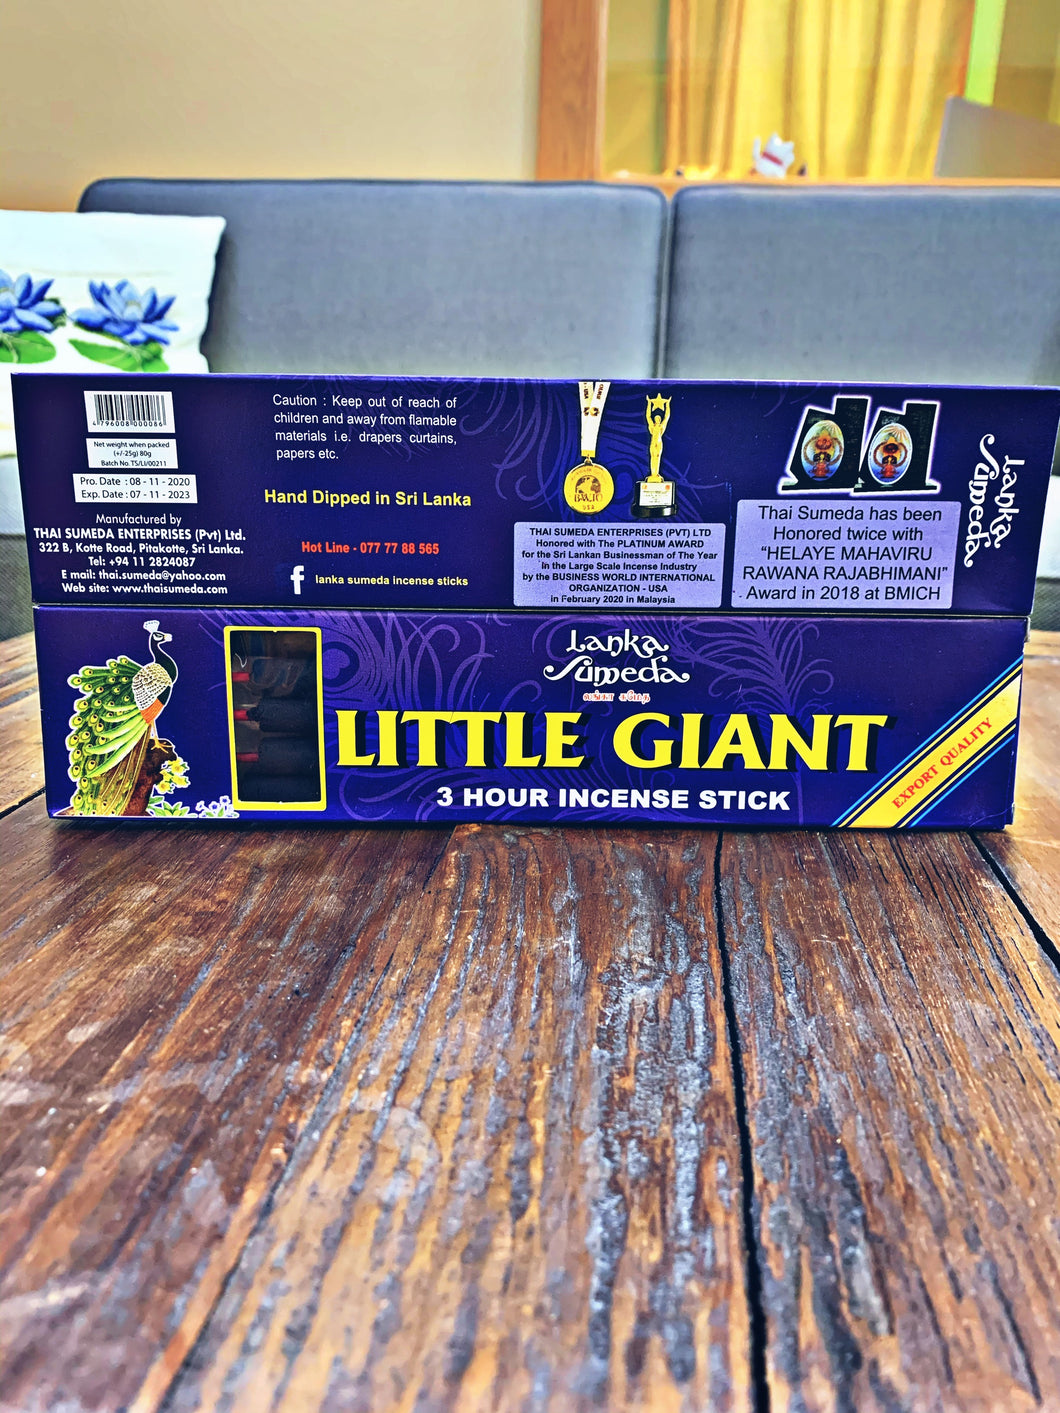 4 796008 000086
Net weight when packed
(+/-25g) 80g
Batch No. TS/LI/00211
Pro. Date : 08 - 11 - 2020
Exp. Date : 07 - 11 - 2023
Manufactured by
THAI SUMEDA ENTERPRISES (Pvt) Ltd.
322 B, Kotte Road, Pitakotte, Sri Lanka.
Tel: +94 11 2824087
E mail: thai.sumeda@yahoo.com
Web site: www.thaisumeda.com
Caution : Keep out of reach of
children and away from flamable
materials i.e. drapers curtains,
papers etc.
Hand Dipped in Sri Lanka
Hot Line - 077 77 88 565
f lanka sumeda incense sticks
USA
THAI SUMEDA ENTERPRISES (PVT) LTD
Honored with The PLATINUM AWARD
for the Sri Lankan Businessman of The Year
In the Large Scale Incense Industry
by the BUSINESS WORLD INTERNATIONAL
ORGANIZATION - USA
in February 2020 in Malaysia
Thai Sumeda has been
Honored twice with
“HELAYE MAHAVIRU
RAWANA RAJABHIMANI”
Award in 2018 at BMICH
Lanka
Sumeda
Lanka
Sumeda
LITTLE GIANT
3 HOUR INCENSE STICK
EXPORT QUALITY